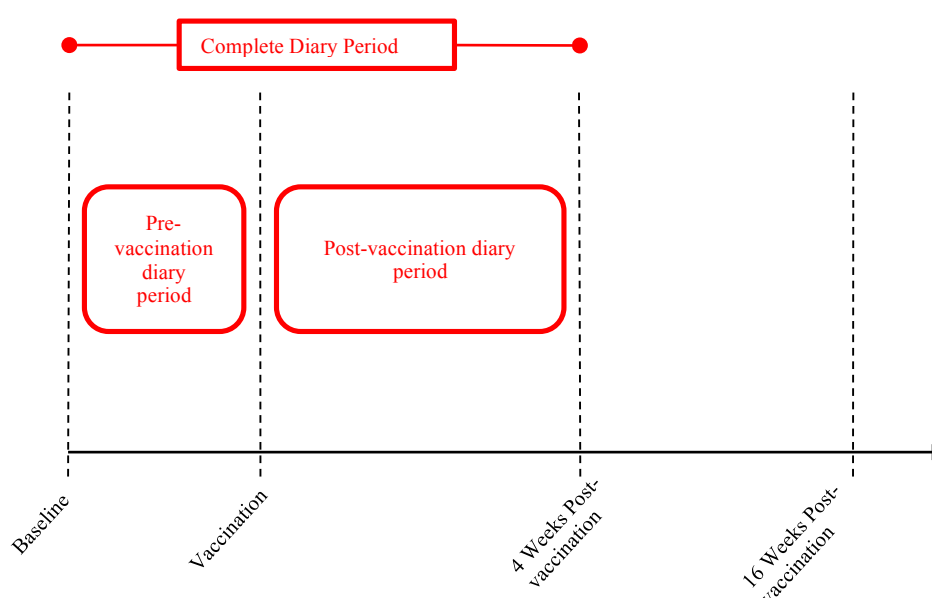 Complete Diary Period
Pre-
vaccination
diary
period
Post-vaccination diary
period
Baseline
Vaccination
4 Weeks Post-
vaccination
16 Weeks Post-
vaccination